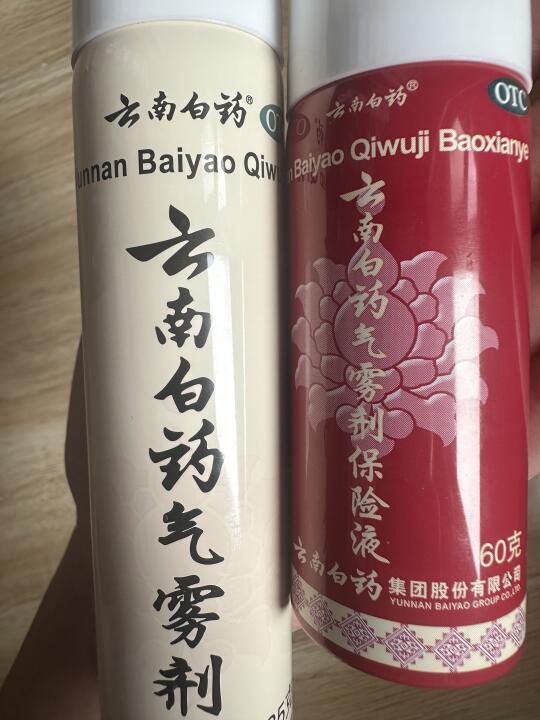 云南白药®
Yunnan Baiyao Qiw
云南白药气雾剂
云南白药®
OTC
Baiyao Qiwuji Baoxianye
云南白药气雾剂保险液
60克
云南白药集团股份有限公司
YUNNAN BAIYAO GROUP CO.,LTD.